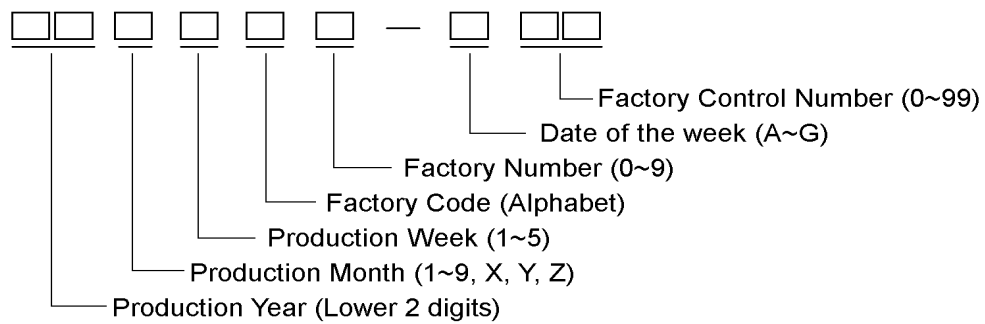 Factory Control Number (0~99)
Date of the week (A~G)
Factory Number (0~9)
Factory Code (Alphabet)
Production Week (1~5)
Production Month (1~9, X, Y, Z)
Production Year (Lower 2 digits)